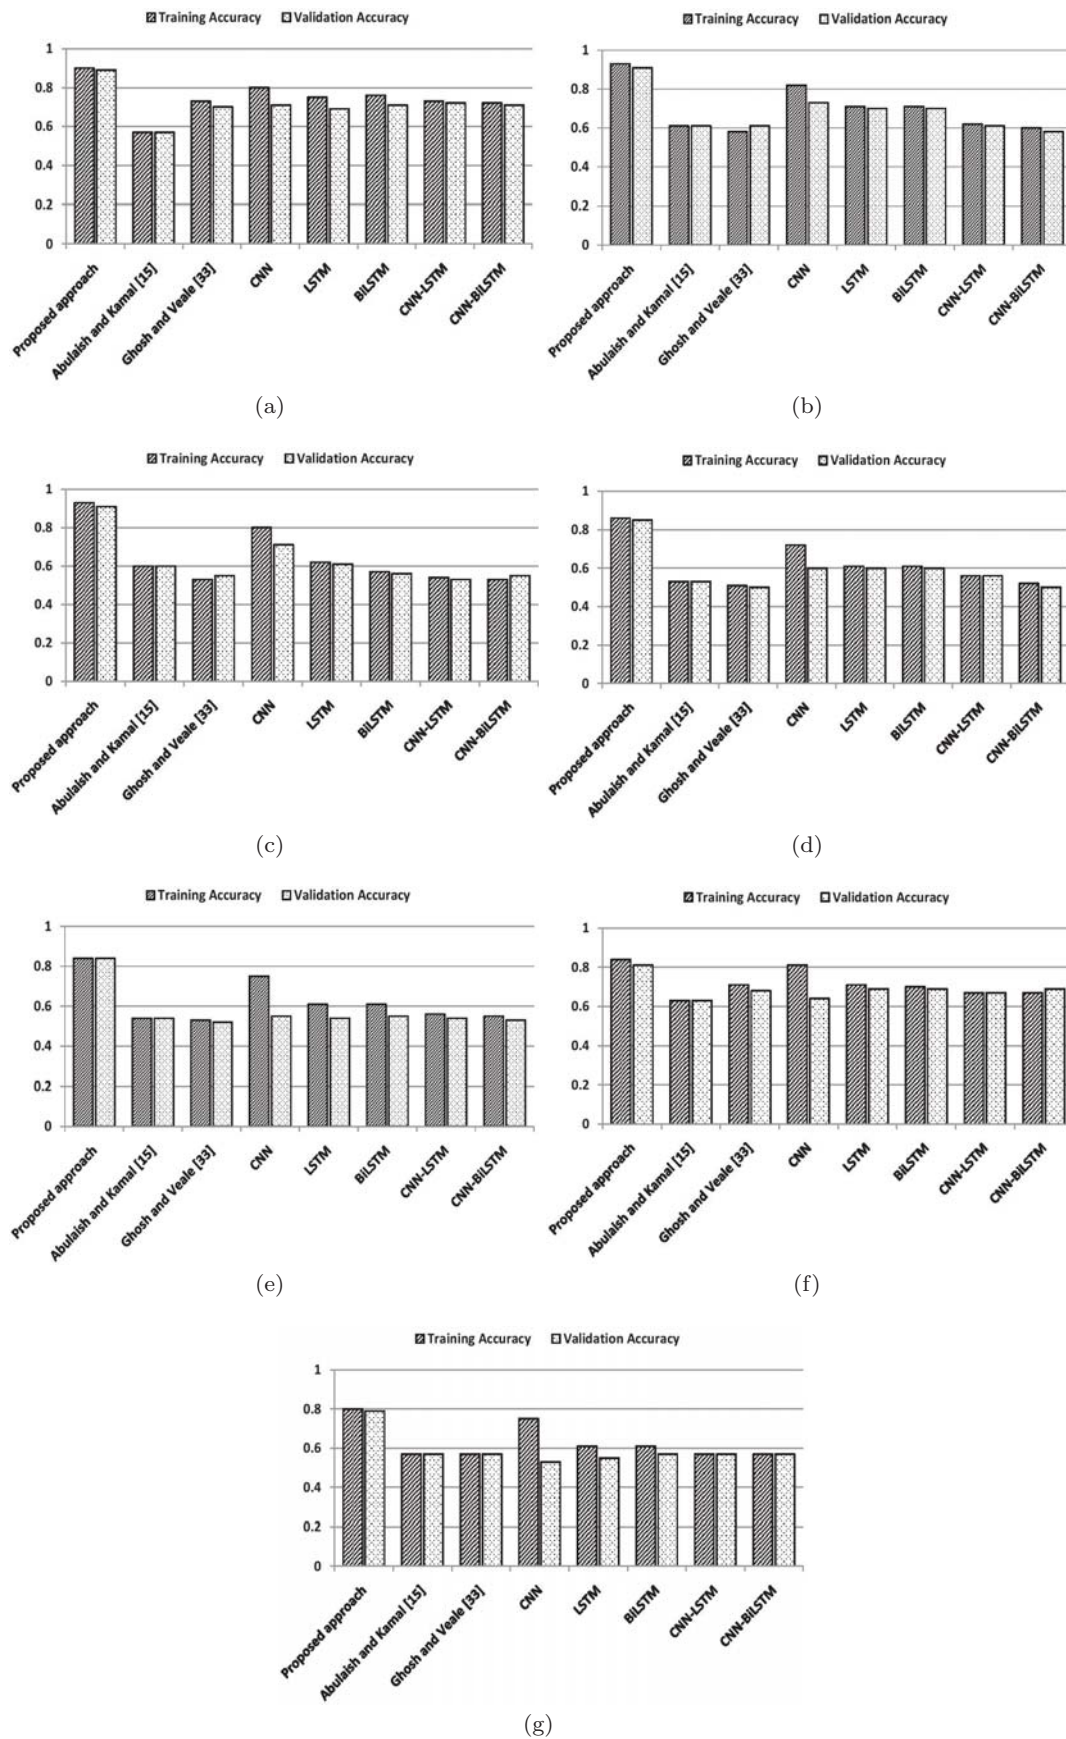 Training Accuracy Validation Accuracy
1
0.8
0.6
0.4
0.2
0
Proposed approach
Abulaish and Kamal [15]
Ghosh and Veale [33]
CNN
LSTM
BiLSTM
CNN-LSTM
CNN-BiLSTM
(a)
Training Accuracy Validation Accuracy
1
0.8
0.6
0.4
0.2
0
Proposed approach
Abulaish and Kamal [15]
Ghosh and Veale [33]
CNN
LSTM
BiLSTM
CNN-LSTM
CNN-BiLSTM
(b)
Training Accuracy Validation Accuracy
1
0.8
0.6
0.4
0.2
0
Proposed approach
Abulaish and Kamal [15]
Ghosh and Veale [33]
CNN
LSTM
BiLSTM
CNN-LSTM
CNN-BiLSTM
(c)
Training Accuracy Validation Accuracy
1
0.8
0.6
0.4
0.2
0
Proposed approach
Abulaish and Kamal [15]
Ghosh and Veale [33]
CNN
LSTM
BiLSTM
CNN-LSTM
CNN-BiLSTM
(d)
Training Accuracy Validation Accuracy
1
0.8
0.6
0.4
0.2
0
Proposed approach
Abulaish and Kamal [15]
Ghosh and Veale [33]
CNN
LSTM
BiLSTM
CNN-LSTM
CNN-BiLSTM
(e)
Training Accuracy Validation Accuracy
1
0.8
0.6
0.4
0.2
0
Proposed approach
Abulaish and Kamal [15]
Ghosh and Veale [33]
CNN
LSTM
BiLSTM
CNN-LSTM
CNN-BiLSTM
(f)
Training Accuracy Validation Accuracy
1
0.8
0.6
0.4
0.2
0
Proposed approach
Abulaish and Kamal [15]
Ghosh and Veale [33]
CNN
LSTM
BiLSTM
CNN-LSTM
CNN-BiLSTM
(g)